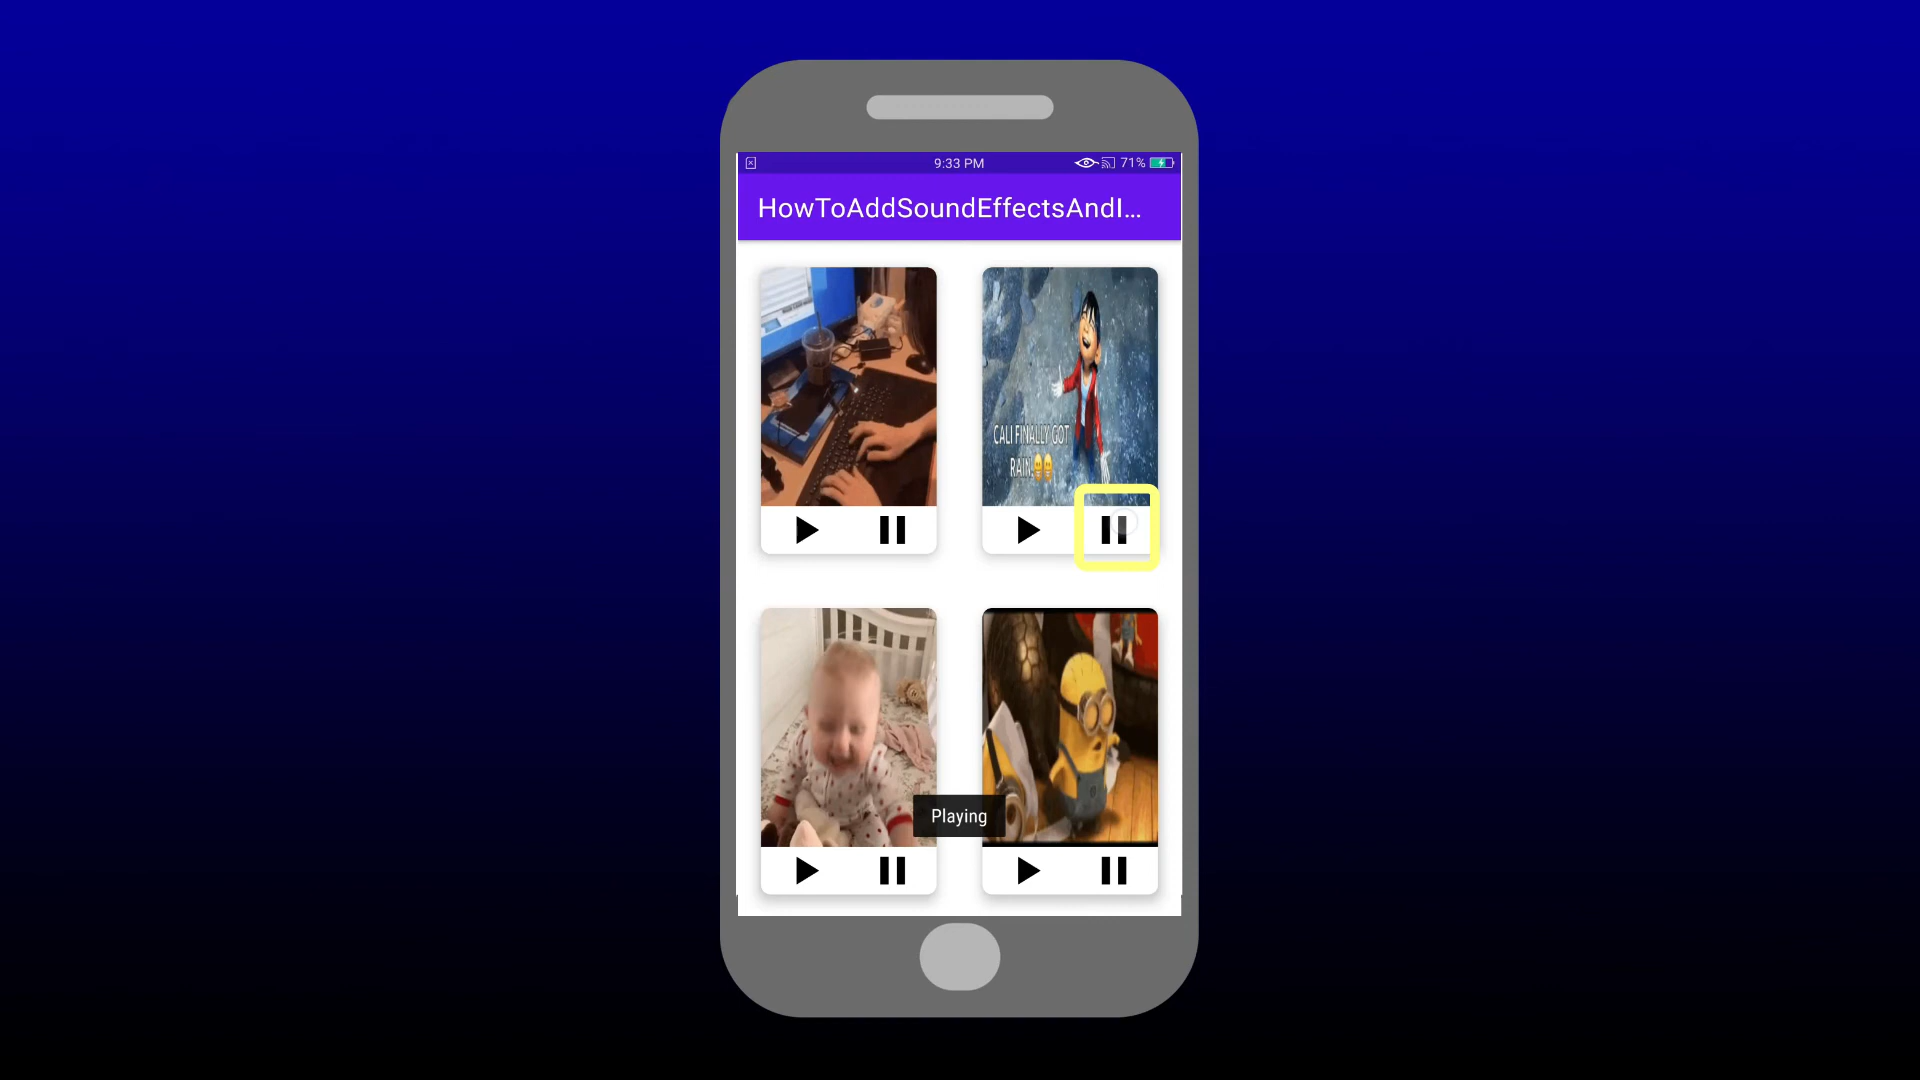 9:33 PM
71%
HowToAddSoundEffectsAndI...
CALI FINALLY GOT
RAIN
Playing